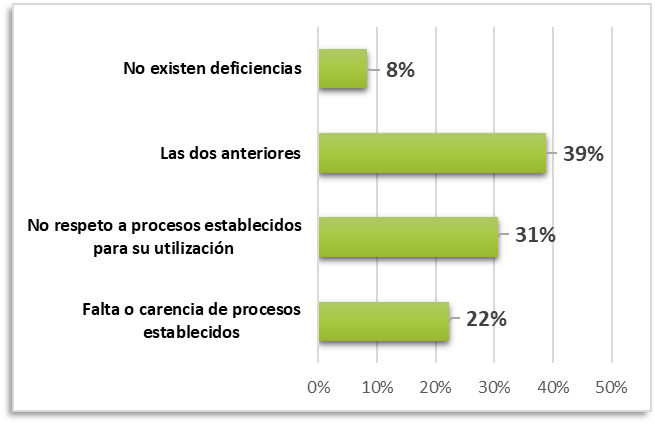 No existen deficiencias
8%
Las dos anteriores
39%
No respeto a procesos establecidos
para su utilización
31%
Falta o carencia de procesos
establecidos
22%
0% 10% 20% 30% 40% 50%